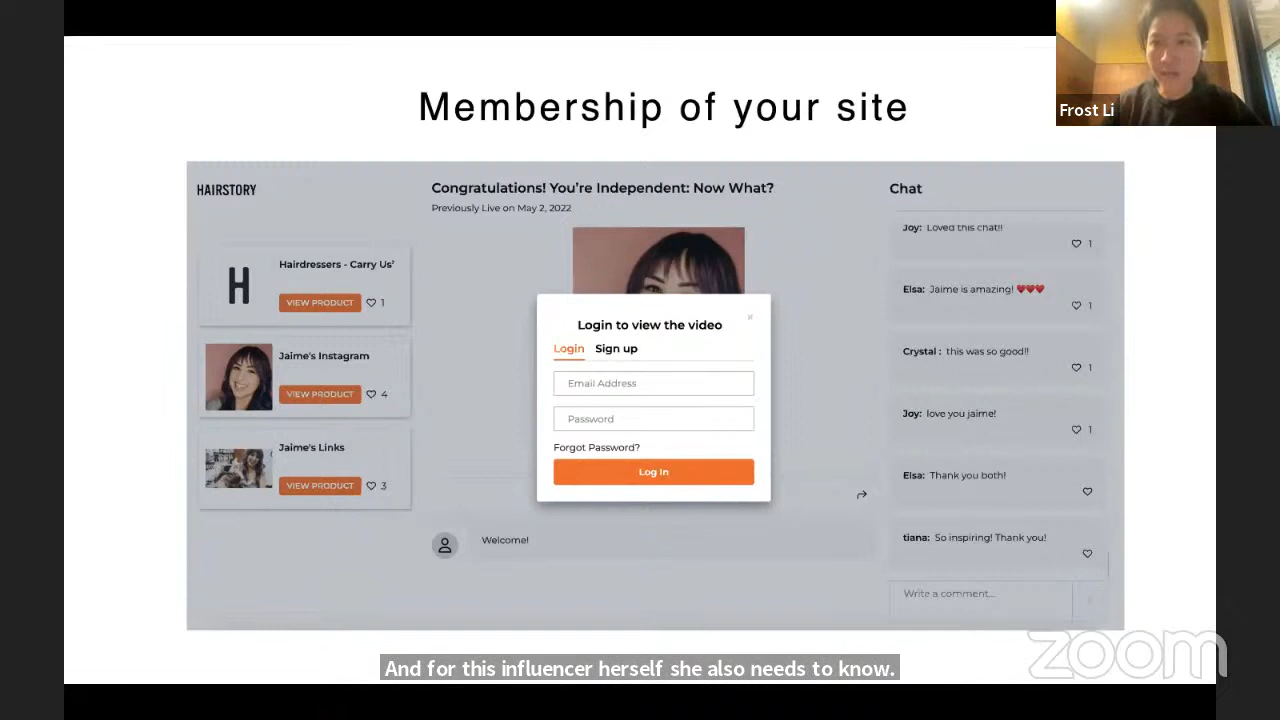 Membership of your site
Frost Li
HAIRSTORY
Hairdressers - Carry Us'
H
VIEW PRODUCT
1
Jaime's Instagram
VIEW PRODUCT
4
Jaime's Links
VIEW PRODUCT
3
Congratulations! You're Independent: Now What?
Previously Live on May 2, 2022
Login to view the video
Login Sign up
Email Address
Password
Forgot Password?
Log In
Welcome!
Chat
Joy: Loved this chat!!
1
Elsa: Jaime is amazing! ❤️❤️❤️
1
Crystal : this was so good!!
1
Joy: love you jaime!
1
Elsa: Thank you both!
tiana: So inspiring! Thank you!
Write a comment...
And for this influencer herself she also needs to know.
zoom